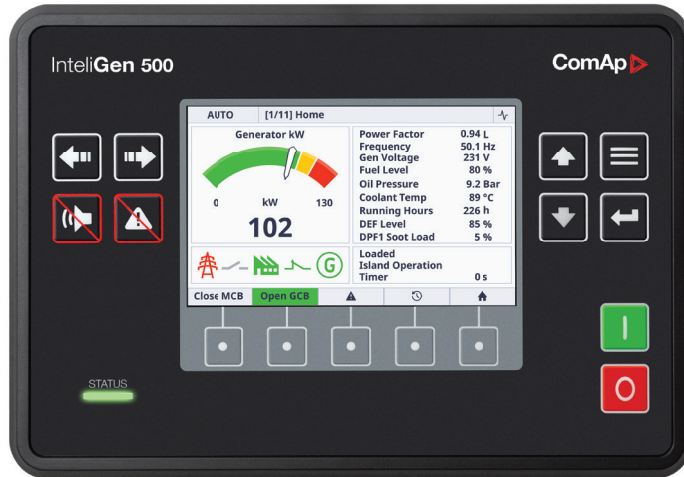 InteliGen 500
ComAp
AUTO [1/11] Home
Generator kW
0 kW 130
102
Power Factor 0.94 L
Frequency 50.1 Hz
Gen Voltage 231 V
Fuel Level 80 %
Oil Pressure 9.2 Bar
Coolant Temp 89 °C
Running Hours 226 h
DEF Level 85 %
DPF1 Soot Load 5 %
G
Loaded
Island Operation
Timer 0 s
Close MCB Open GCB
STATUS